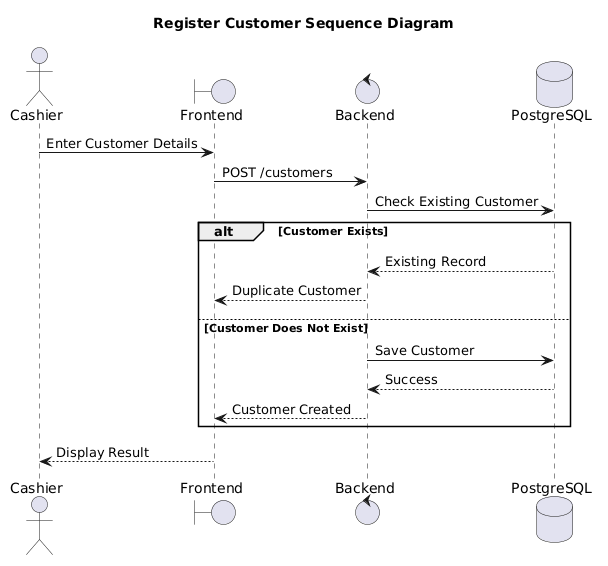 Register Customer Sequence Diagram
Cashier Frontend Backend PostgreSQL
Enter Customer Details
POST /customers
Check Existing Customer
alt [Customer Exists]
Existing Record
Duplicate Customer
[Customer Does Not Exist]
Save Customer
Success
Customer Created
Display Result
Cashier Frontend Backend PostgreSQL